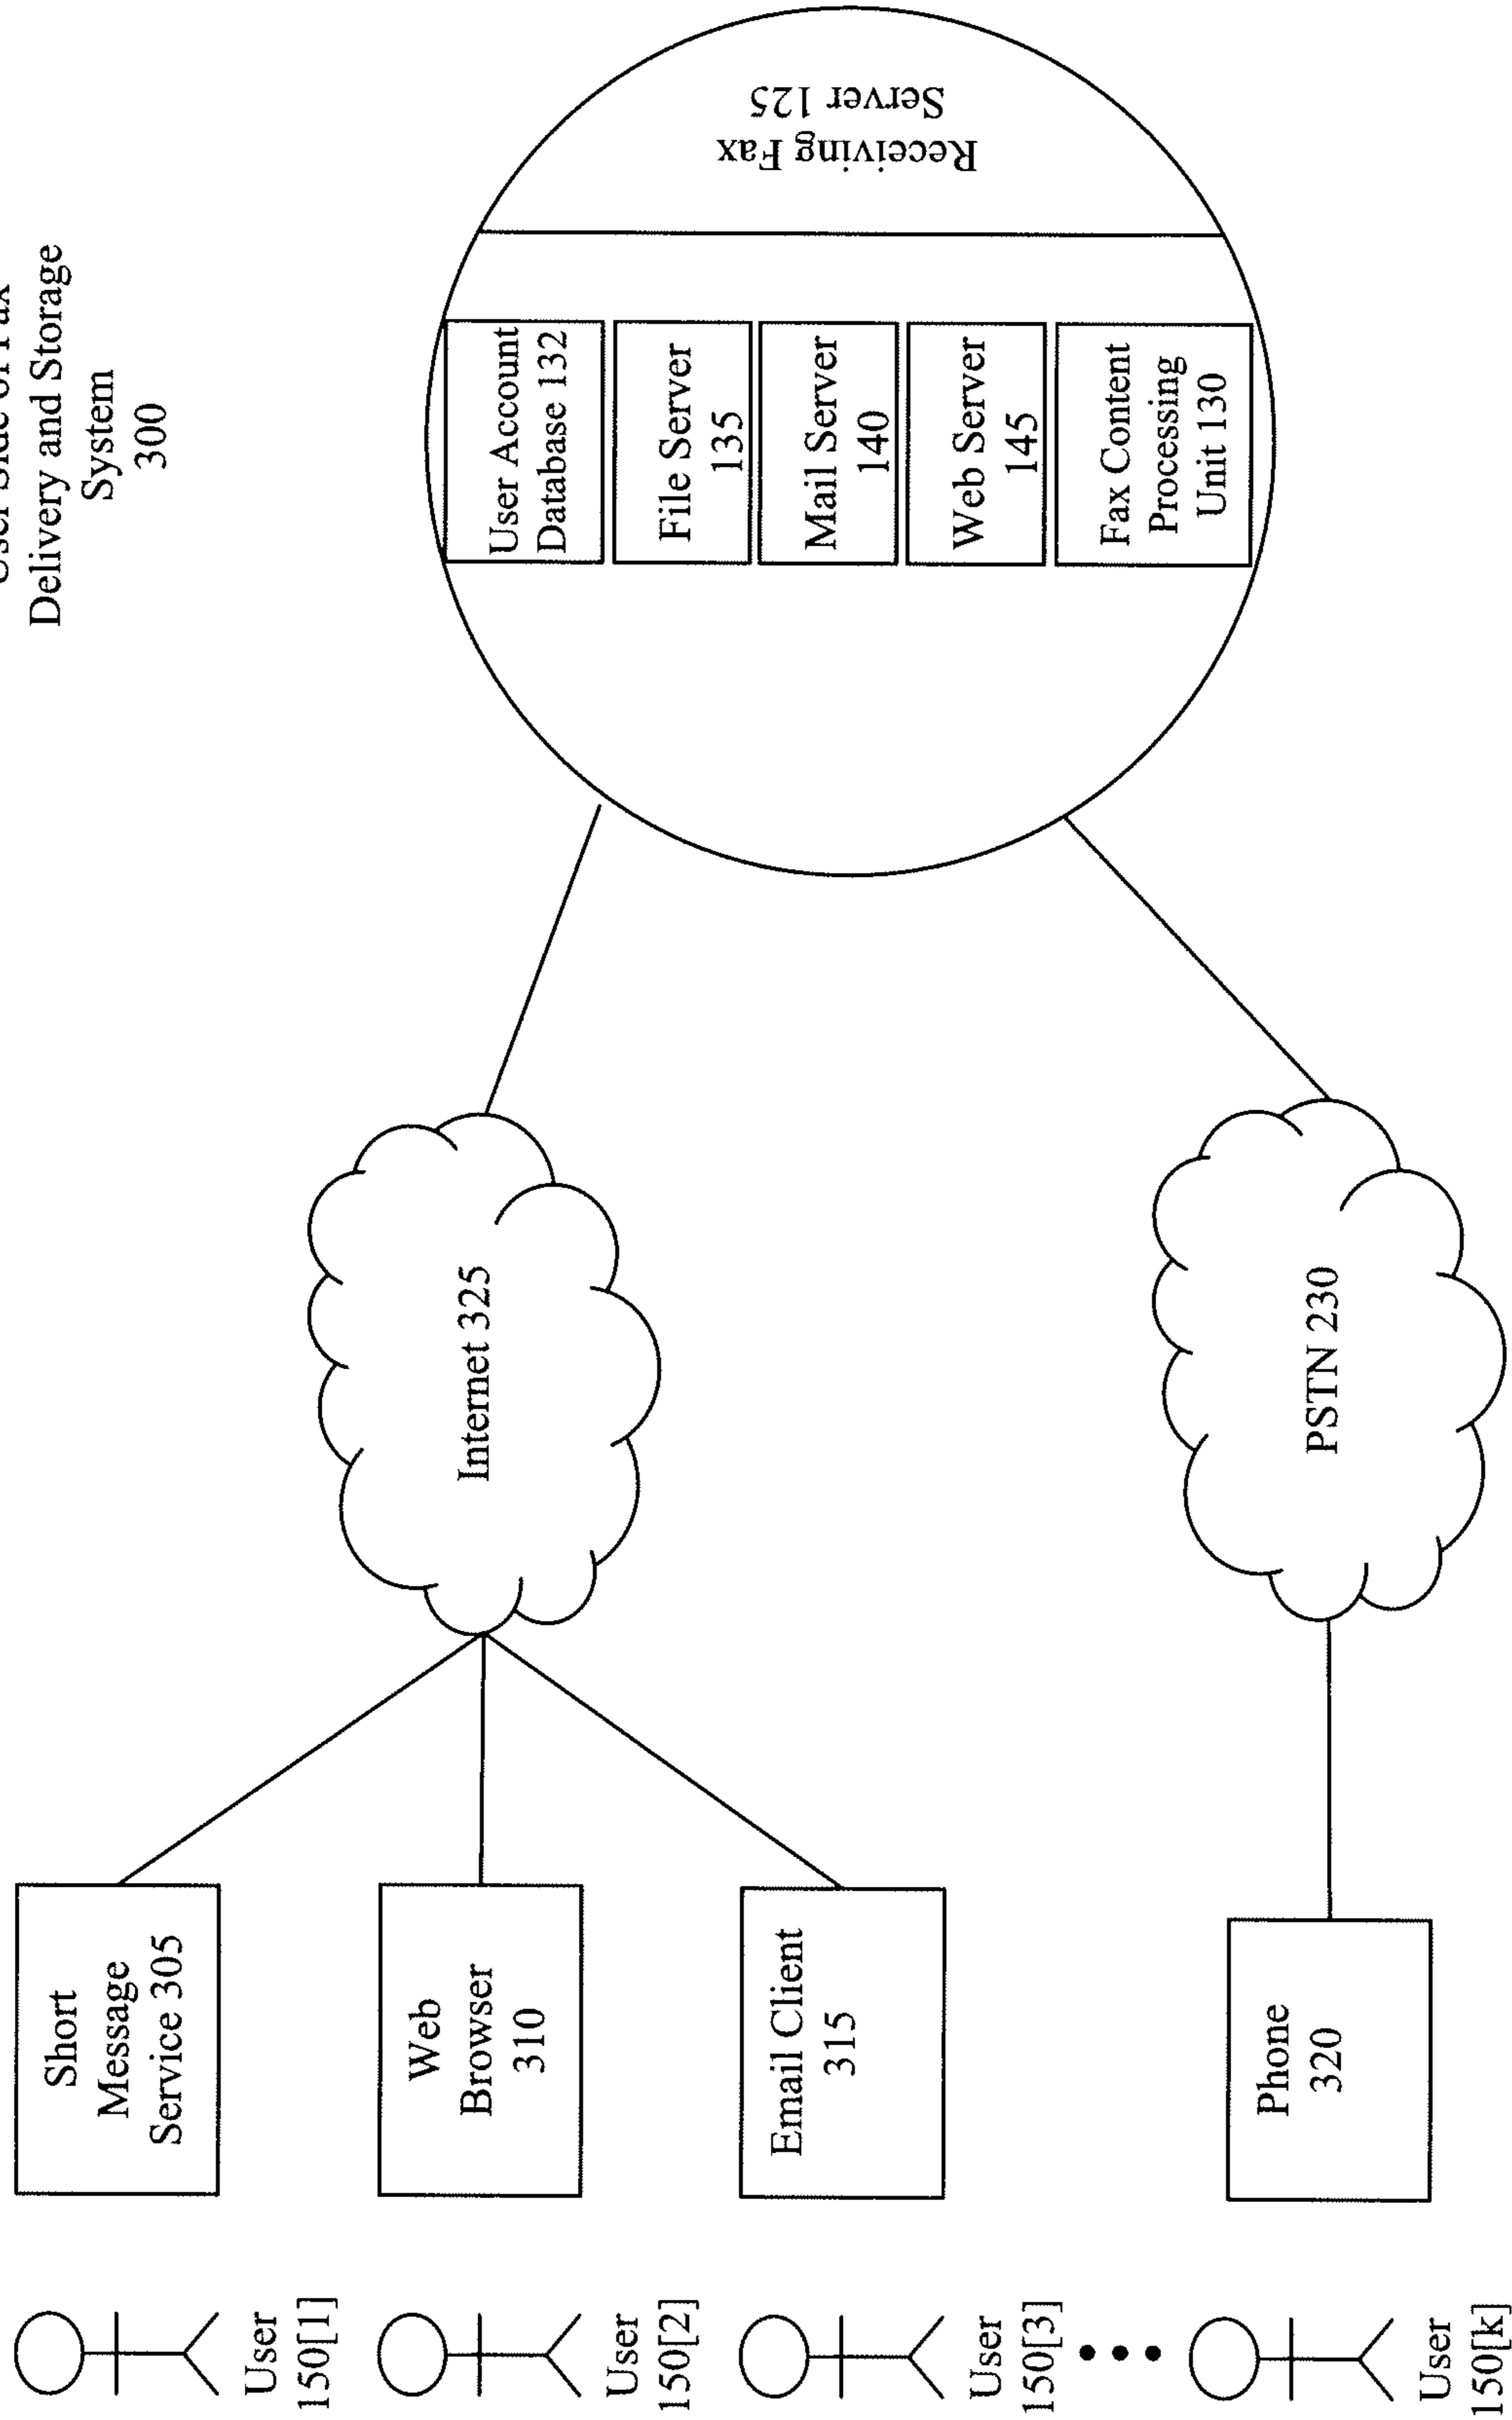 User Side of Fax
Delivery and Storage
System
300
Short
Message
Service 305
Web
Browser
310
Email Client
315
Phone
320
User
150[1]
User
150[2]
User
150[3]
User
150[k]
Internet 325
PSTN 230
User Account
Database 132
File Server
135
Mail Server
140
Web Server
145
Fax Content
Processing
Unit 130
Receiving Fax
Server 125